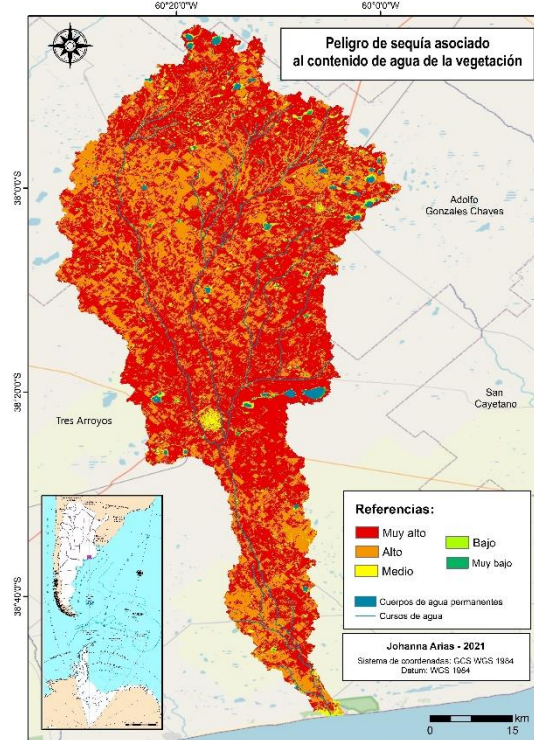 60°20'0"O
60°0'0"O
Peligro de sequía asociado
al contenido de agua de la vegetación
38°0'0"S
Adolfo
Gonzales Chaves
38°20'0"S
San
Cayetano
Tres Arroyos
38°40'0"S
Referencias:
Muy alto
Alto
Medio
Bajo
Muy bajo
Cuerpos de agua permanentes
Cursos de agua
Johanna Arias - 2021
Sistema de coordenadas: GCS WGS 1984
Datum: WGS 1984
0
15
km